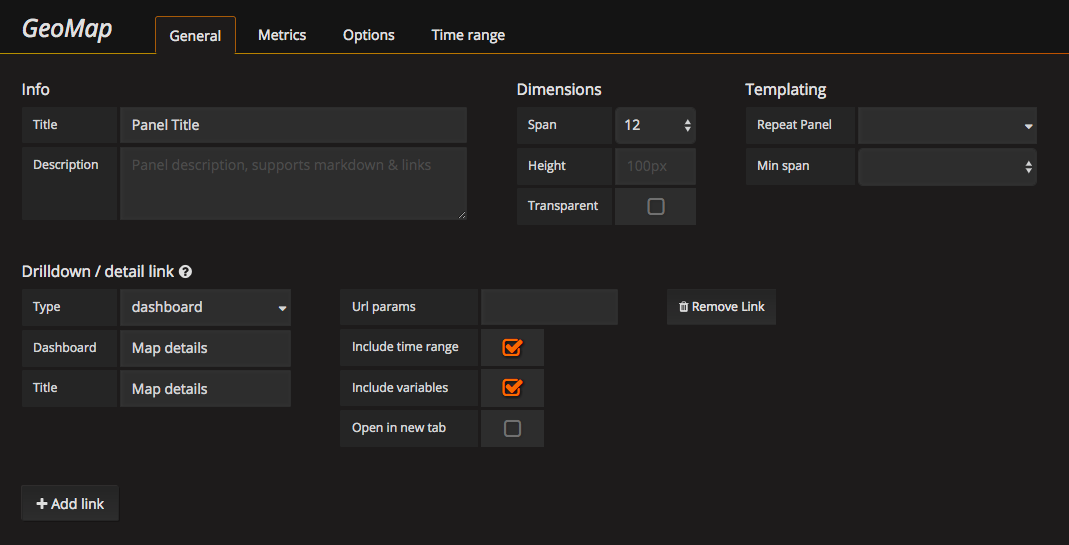 GeoMap
General
Metrics
Options
Time range
Info
Title
Panel Title
Description
Panel description, supports markdown & links
Dimensions
Span
12
Height
100px
Transparent
Templating
Repeat Panel
Min span
Drilldown / detail link ?
Type
dashboard
Dashboard
Map details
Title
Map details
Url params
Include time range
Include variables
Open in new tab
Remove Link
+ Add link